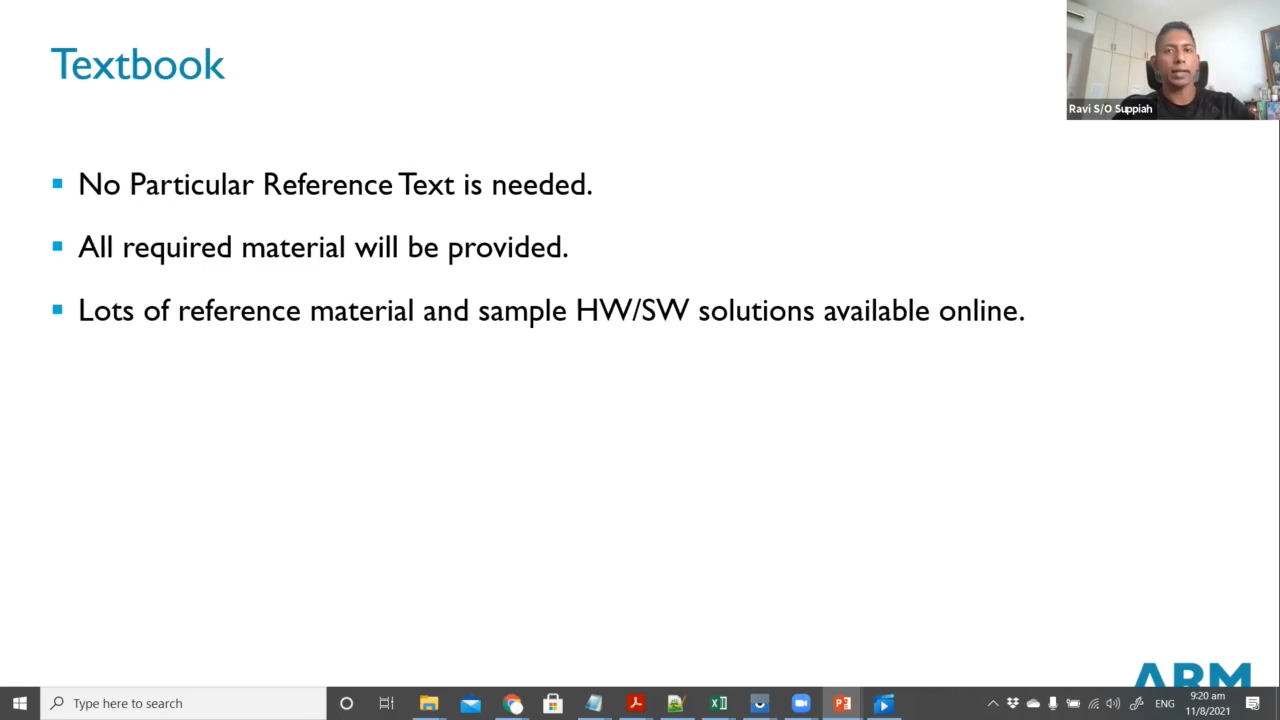 Textbook
Ravi S/O Suppiah
No Particular Reference Text is needed.
All required material will be provided.
Lots of reference material and sample HW/SW solutions available online.
ARM
Type here to search
ENG
9:20 am
11/8/2021